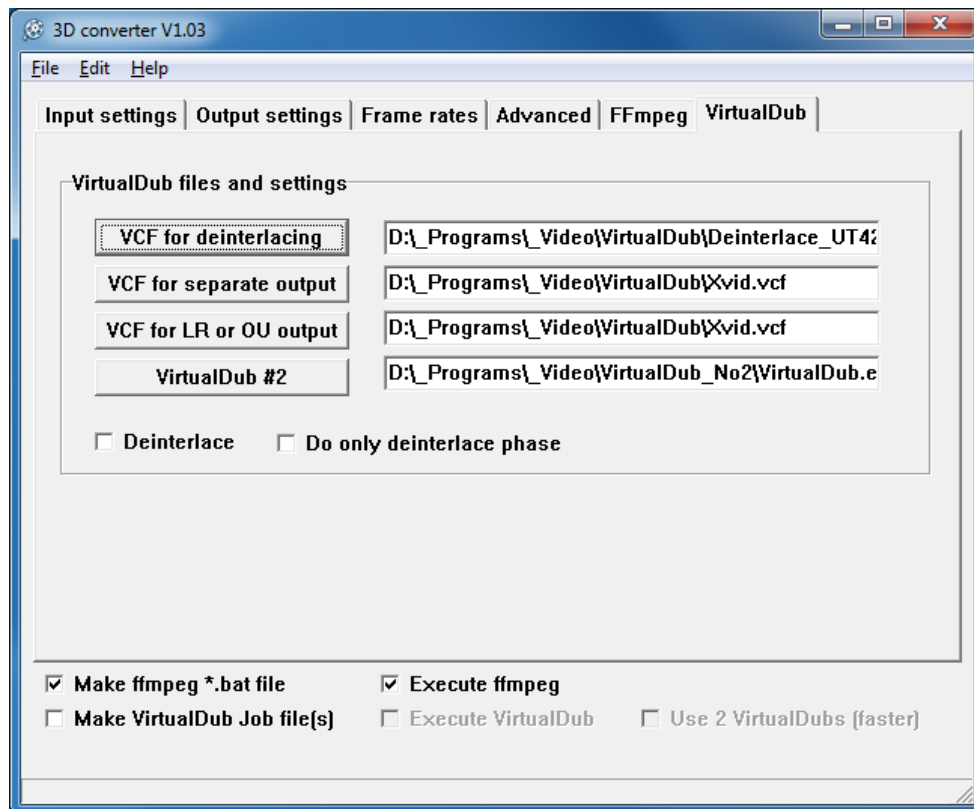 3D converter V1.03
File Edit Help
Input settings Output settings Frame rates Advanced FFmpeg VirtualDub
VirtualDub files and settings
VCF for deinterlacing D:\_Programs\_Video\VirtualDub\Deinterlace_UT42
VCF for separate output D:\_Programs\_Video\VirtualDub\Xvid.vcf
VCF for LR or OU output D:\_Programs\_Video\VirtualDub\Xvid.vcf
VirtualDub #2 D:\_Programs\_Video\VirtualDub_No2\VirtualDub.e
Deinterlace Do only deinterlace phase
Make ffmpeg *.bat file Execute ffmpeg
Make VirtualDub Job file(s) Execute VirtualDub Use 2 VirtualDubs (faster)